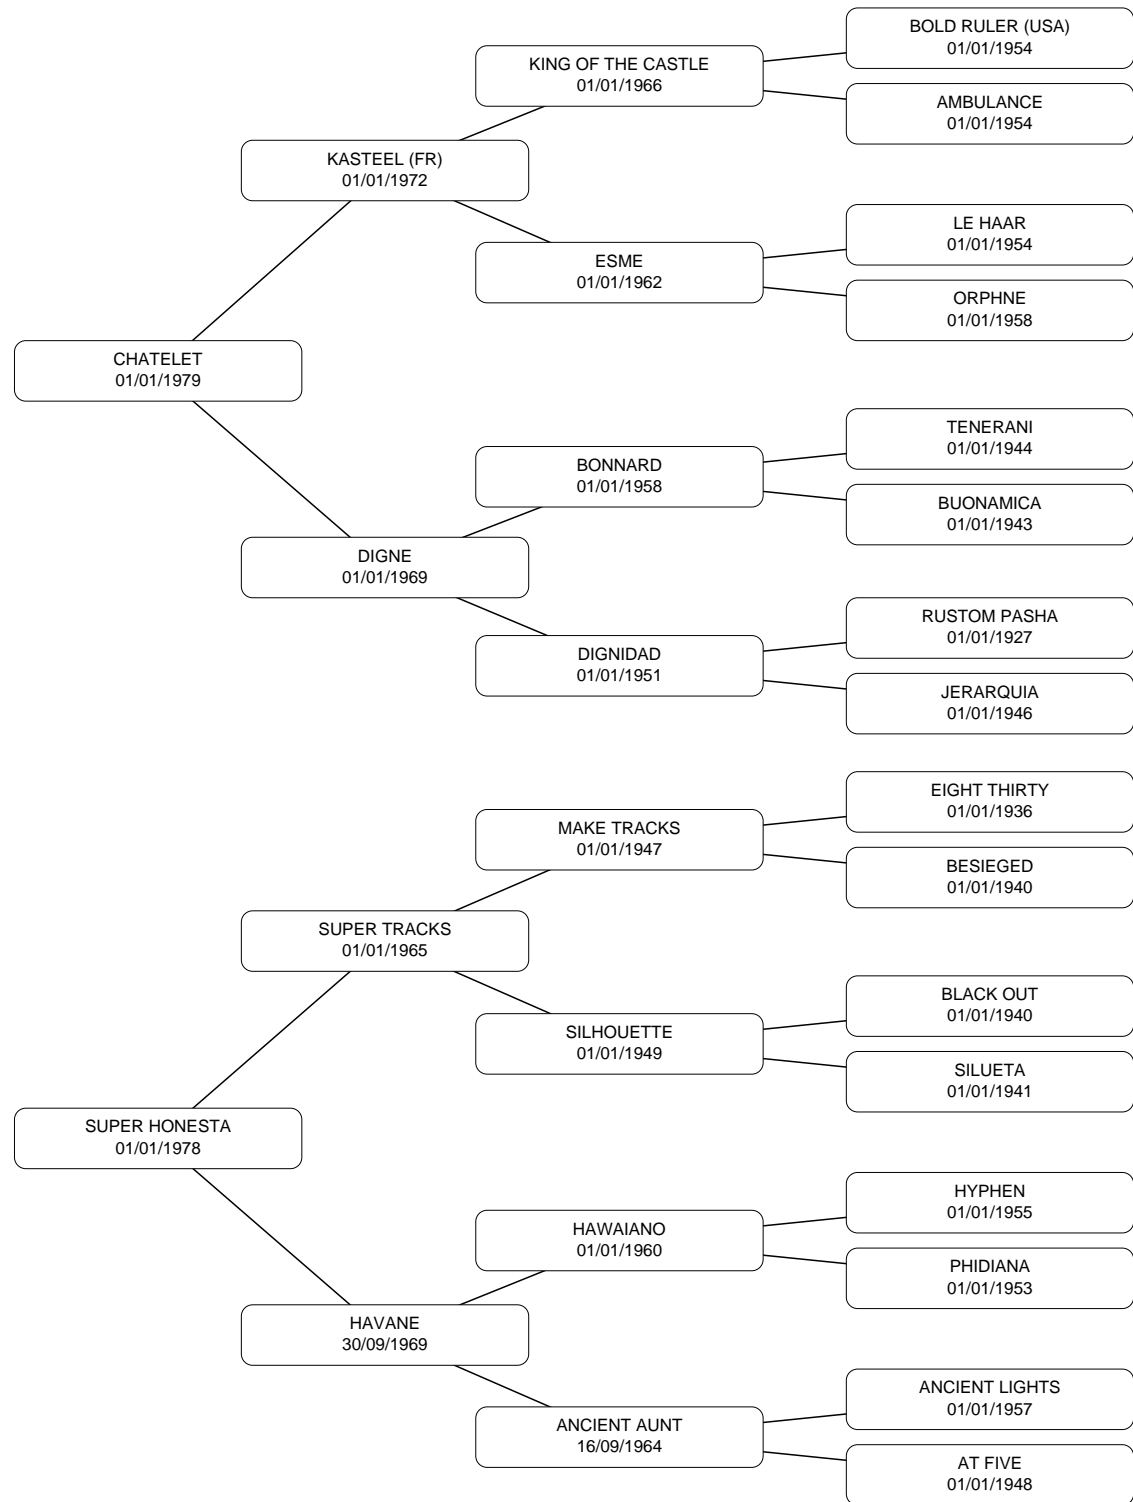 BOLD RULER (USA)
01/01/1954
KING OF THE CASTLE
01/01/1966
AMBULANCE
01/01/1954
KASTEEL (FR)
01/01/1972
LE HAAR
01/01/1954
ESME
01/01/1962
ORPHNE
01/01/1958
CHATELET
01/01/1979
TENERANI
01/01/1944
BONNARD
01/01/1958
BUONAMICA
01/01/1943
DIGNE
01/01/1969
RUSTOM PASHA
01/01/1927
DIGNIDAD
01/01/1951
JERARQUIA
01/01/1946
EIGHT THIRTY
01/01/1936
MAKE TRACKS
01/01/1947
BESIEGED
01/01/1940
SUPER TRACKS
01/01/1965
BLACK OUT
01/01/1940
SILHOUETTE
01/01/1949
SILUETA
01/01/1941
SUPER HONESTA
01/01/1978
HYPHEN
01/01/1955
HAWAIANO
01/01/1960
PHIDIANA
01/01/1953
HAVANE
30/09/1969
ANCIENT LIGHTS
01/01/1957
ANCIENT AUNT
16/09/1964
AT FIVE
01/01/1948